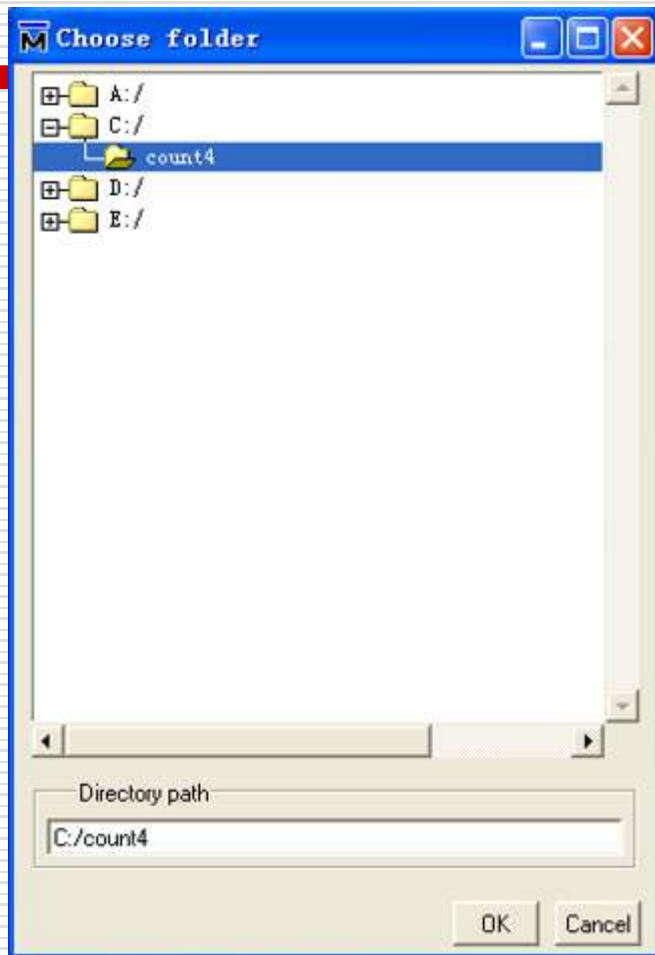 Choose folder
A:/
C:/
count4
D:/
E:/
Directory path
C:/count4
OK Cancel